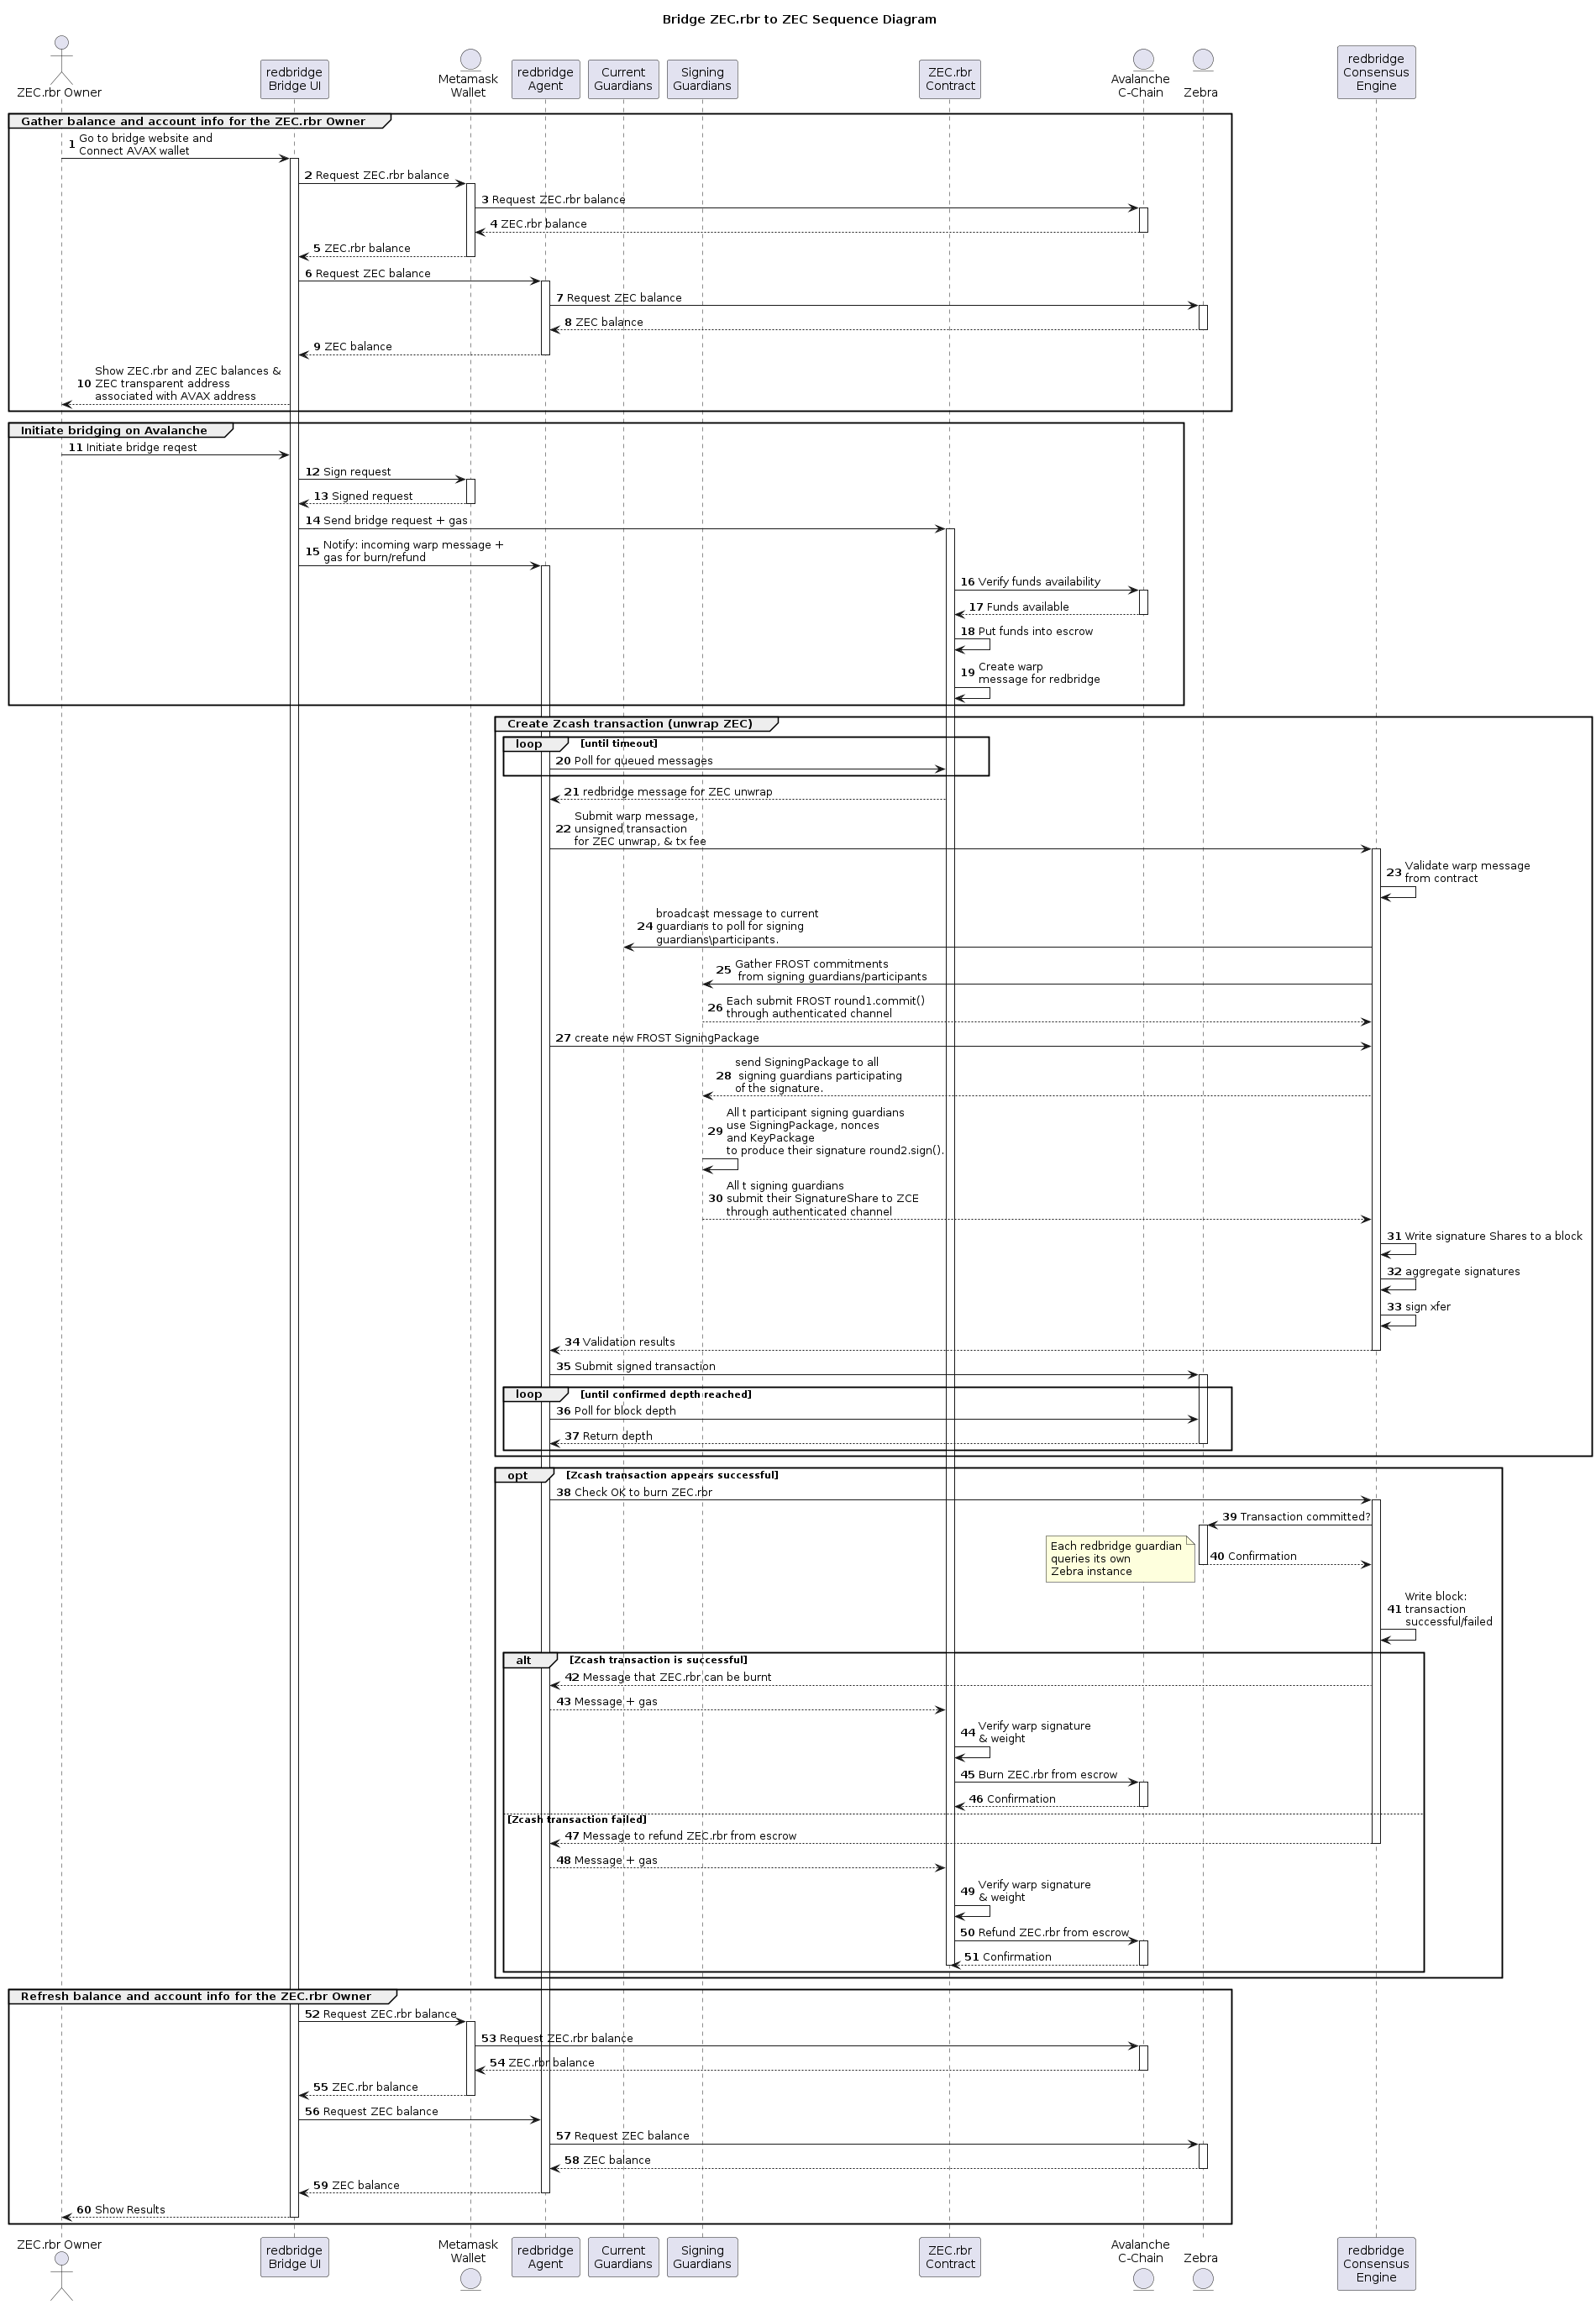 Bridge ZEC.rbr to ZEC Sequence Diagram
ZEC.rbr Owner
redbridge
Bridge UI
Metamask
Wallet
redbridge
Agent
Current
Guardians
Signing
Guardians
ZEC.rbr
Contract
Avalanche
C-Chain
Zebra
redbridge
Consensus
Engine
Gather balance and account info for the ZEC.rbr Owner
1 Go to bridge website and
Connect AVAX wallet
2 Request ZEC.rbr balance
3 Request ZEC.rbr balance
4 ZEC.rbr balance
5 ZEC.rbr balance
6 Request ZEC balance
7 Request ZEC balance
8 ZEC balance
9 ZEC balance
10 Show ZEC.rbr and ZEC balances &
ZEC transparent address
associated with AVAX address
Initiate bridging on Avalanche
11 Initiate bridge reqest
12 Sign request
13 Signed request
14 Send bridge request + gas
15 Notify: incoming warp message +
gas for burn/refund
16 Verify funds availability
17 Funds available
18 Put funds into escrow
19 Create warp
message for redbridge
Create Zcash transaction (unwrap ZEC)
loop [until timeout]
20 Poll for queued messages
21 redbridge message for ZEC unwrap
22 Submit warp message,
unsigned transaction
for ZEC unwrap, & tx fee
23 Validate warp message
from contract
24 broadcast message to current
guardians to poll for signing
guardians\participants.
25 Gather FROST commitments
from signing guardians/participants
26 Each submit FROST round1.commit()
through authenticated channel
27 create new FROST SigningPackage
28 send SigningPackage to all
signing guardians participating
of the signature.
29 All t participant signing guardians
use SigningPackage, nonces
and KeyPackage
to produce their signature round2.sign().
30 All t signing guardians
submit their SignatureShare to ZCE
through authenticated channel
31 Write signature Shares to a block
32 aggregate signatures
33 sign xfer
34 Validation results
35 Submit signed transaction
loop [until confirmed depth reached]
36 Poll for block depth
37 Return depth
opt [Zcash transaction appears successful]
38 Check OK to burn ZEC.rbr
39 Transaction committed?
Each redbridge guardian
queries its own
Zebra instance
40 Confirmation
41 Write block:
transaction
successful/failed
alt [Zcash transaction is successful]
42 Message that ZEC.rbr can be burnt
43 Message + gas
44 Verify warp signature
& weight
45 Burn ZEC.rbr from escrow
46 Confirmation
[Zcash transaction failed]
47 Message to refund ZEC.rbr from escrow
48 Message + gas
49 Verify warp signature
& weight
50 Refund ZEC.rbr from escrow
51 Confirmation
Refresh balance and account info for the ZEC.rbr Owner
52 Request ZEC.rbr balance
53 Request ZEC.rbr balance
54 ZEC.rbr balance
55 ZEC.rbr balance
56 Request ZEC balance
57 Request ZEC balance
58 ZEC balance
59 ZEC balance
60 Show Results
ZEC.rbr Owner
redbridge
Bridge UI
Metamask
Wallet
redbridge
Agent
Current
Guardians
Signing
Guardians
ZEC.rbr
Contract
Avalanche
C-Chain
Zebra
redbridge
Consensus
Engine